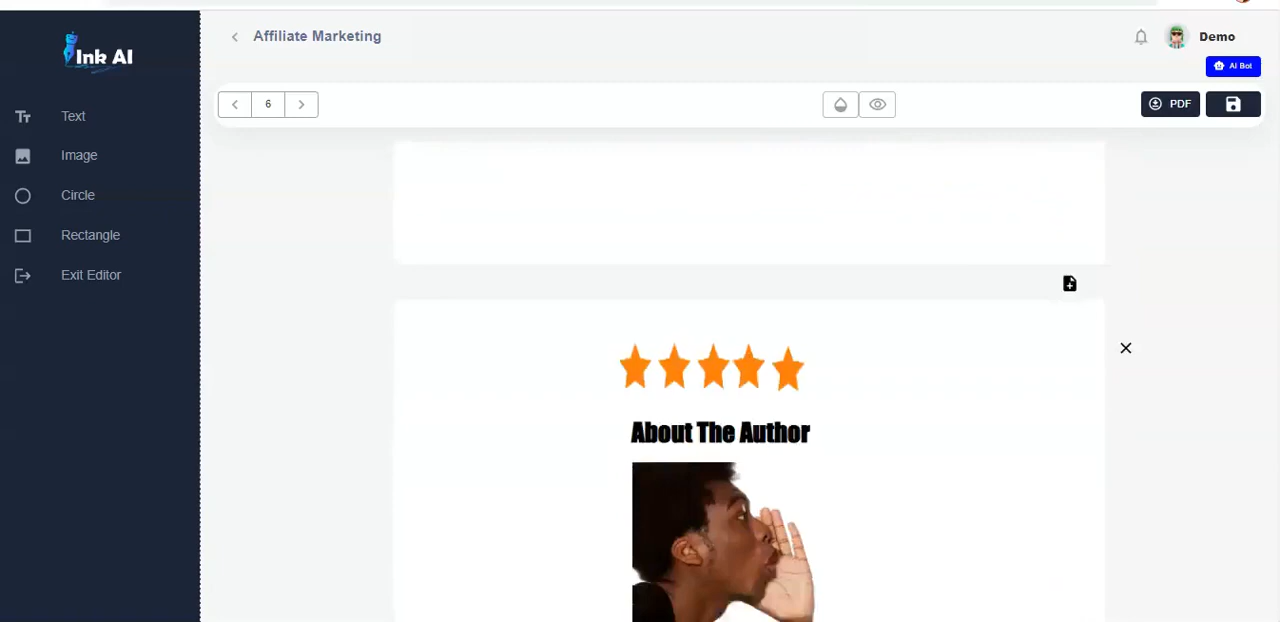 Ink AI
Affiliate Marketing
Demo
AI Bot
6
PDF
Text
Image
Circle
Rectangle
Exit Editor
About The Author